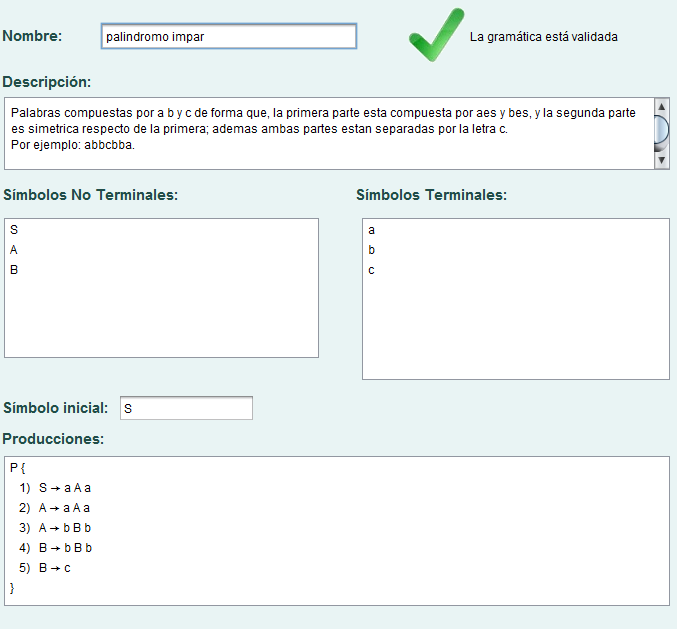 Nombre: palindromo impar La gramática está validada
Descripción:
Palabras compuestas por a b y c de forma que, la primera parte esta compuesta por aes y bes, y la segunda parte
es simetrica respecto de la primera; ademas ambas partes estan separadas por la letra c.
Por ejemplo: abbcbba.
Símbolos No Terminales: Símbolos Terminales:
S a
A b
B c
Símbolo inicial: S
Producciones:
P {
1) S → a A a
2) A → a A a
3) A → b B b
4) B → b B b
5) B → c
}